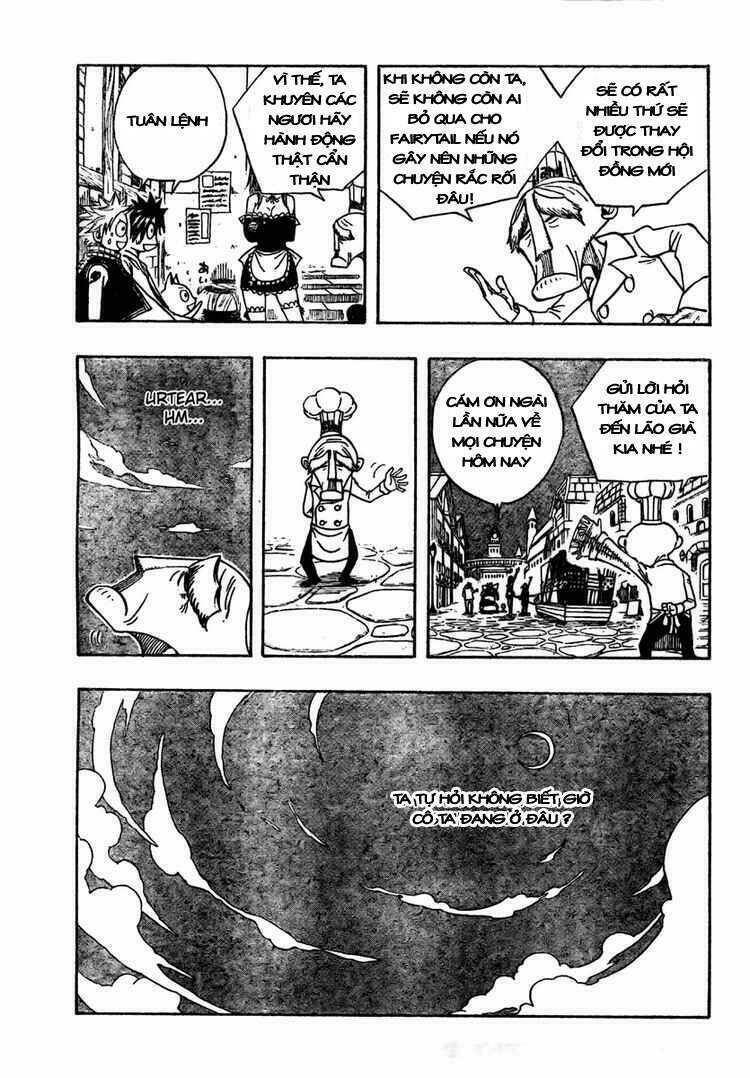 SẼ CÓ RẤT
NHIỀU THỨ SẼ
ĐƯỢC THAY
ĐỔI TRONG HỘI
ĐỒNG MỚI
KHI KHÔNG CÒN TA,
SẼ KHÔNG CÒN AI
BỎ QUA CHO
FAIRYTAIL NẾU NÓ
GÂY NÊN NHỮNG
CHUYỆN RẮC RỐI
ĐÂU!
VÌ THẾ, TA
KHUYÊN CÁC
NGƯƠI HÃY
HÀNH ĐỘNG
THẬT CẨN
THẬN
TUÂN LỆNH
GỬI LỜI HỎI
THĂM CỦA TA
ĐẾN LÃO GIÀ
KIA NHÉ !
CÁM ƠN NGÀI
LẦN NỮA VỀ
MỌI CHUYỆN
HÔM NAY
URTEAR...
HM...
TA TỰ HỎI KHÔNG BIẾT GIỜ
CÔ TA ĐANG Ở ĐÂU ?